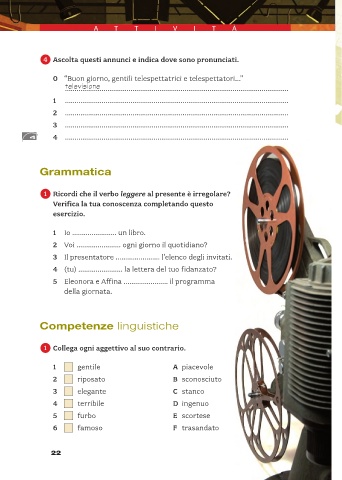 ATTIVITÀ
4 Ascolta questi annunci e indica dove sono pronunciati.
0 "Buon giorno, gentili telespettatrici e telespettatori..."
televisione
1 ....................
2 ....................
3 ....................
4 ....................
Grammatica
1 Ricordi che il verbo leggere al presente è irregolare?
Verifica la tua conoscenza completando questo
esercizio.
1 Io .................... un libro.
2 Voi .................... ogni giorno il quotidiano?
3 Il presentatore .................... l'elenco degli invitati.
4 (tu) .................... la lettera del tuo fidanzato?
5 Eleonora e Affina .................... il programma
della giornata.
Competenze linguistiche
1 Collega ogni aggettivo al suo contrario.
1 gentile A piacevole
2 riposato B sconosciuto
3 elegante C stanco
4 terribile D ingenuo
5 furbo E scortese
6 famoso F trasandato
22